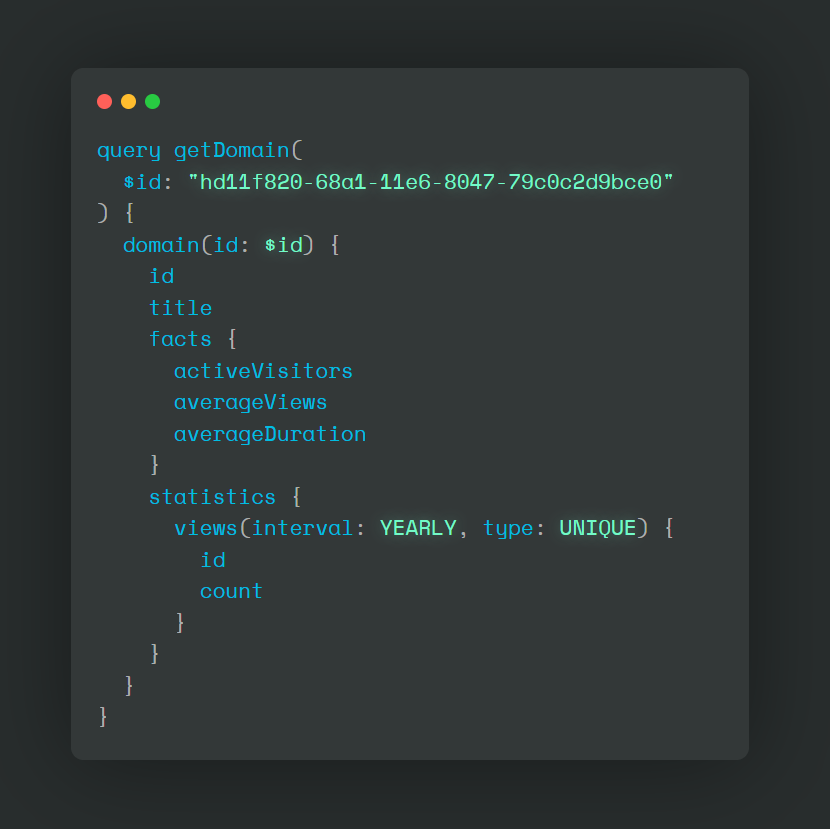 query getDomain(
  $id: "hd11f820-68a1-11e6-8047-79c0c2d9bce0"
) {
  domain(id: $id) {
    id
    title
    facts {
      activeVisitors
      averageViews
      averageDuration
    }
    statistics {
      views(interval: YEARLY, type: UNIQUE) {
        id
        count
      }
    }
  }
}